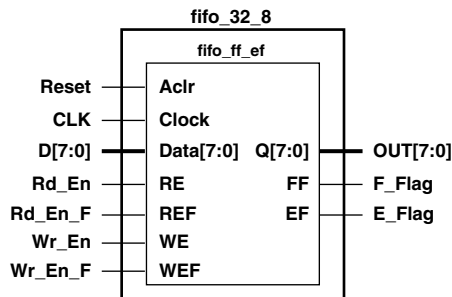 fifo_32_8
fifo_ff_ef
Reset Aclr
CLK Clock
D[7:0] Data[7:0] Q[7:0] OUT[7:0]
Rd_En RE FF F_Flag
Rd_En_F REF EF E_Flag
Wr_En WE
Wr_En_F WEF